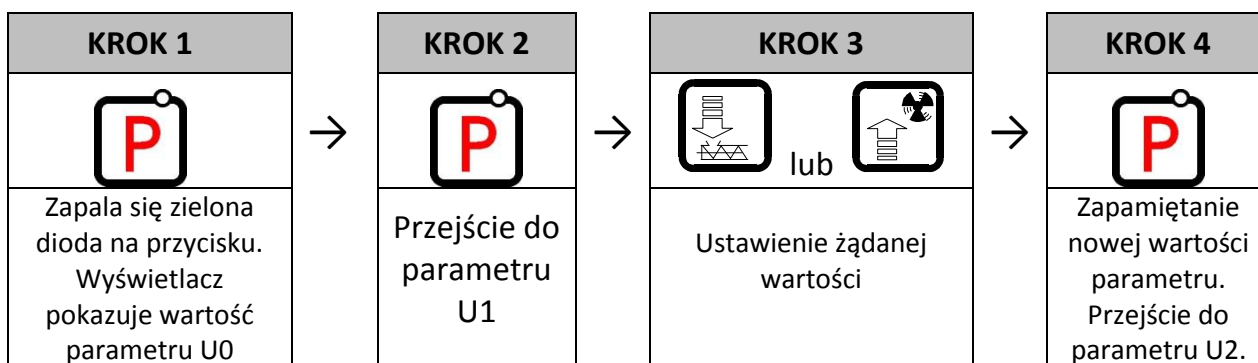 KROK 1
P
Zapala się zielona
dioda na przycisku.
Wyświetlacz
pokazuje wartość
parametru U0
→
KROK 2
P
Przejście do
parametru
U1
→
KROK 3
lub
Ustawienie żądanej
wartości
→
KROK 4
P
Zapamiętanie
nowej wartości
parametru.
Przejście do
parametru U2.